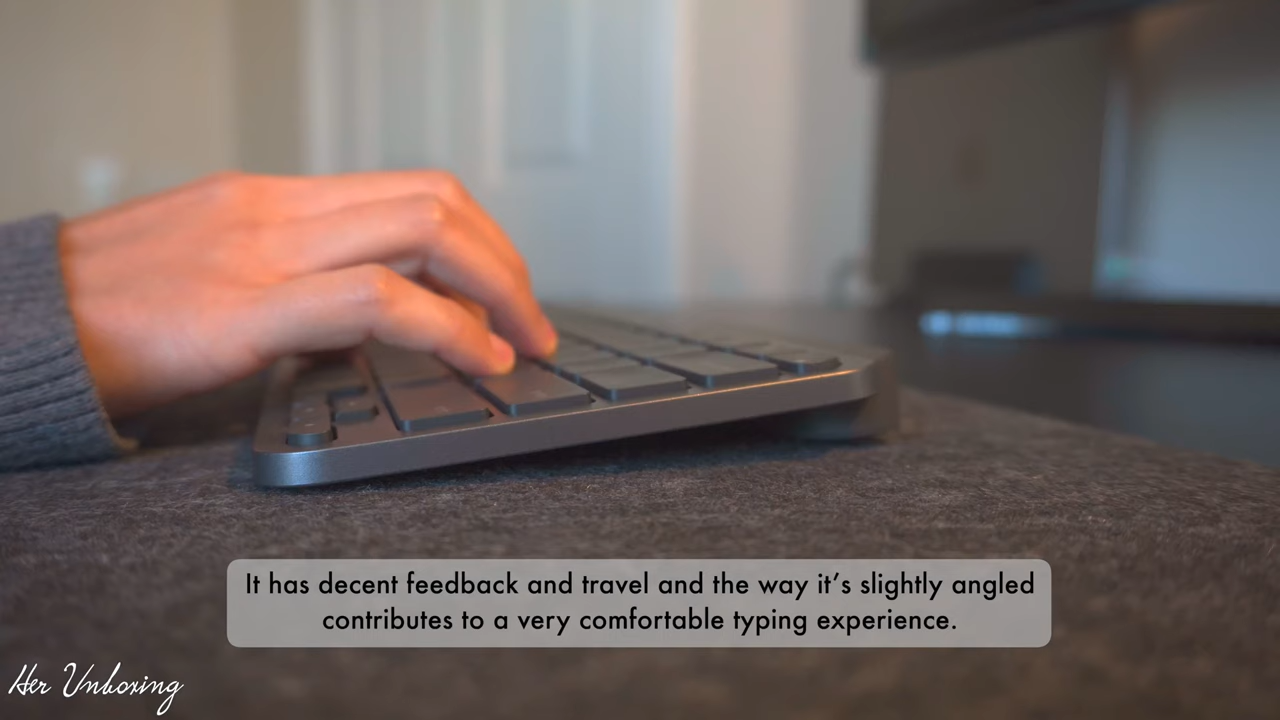 It has decent feedback and travel and the way it's slightly angled
contributes to a very comfortable typing experience.
Her Unboxing